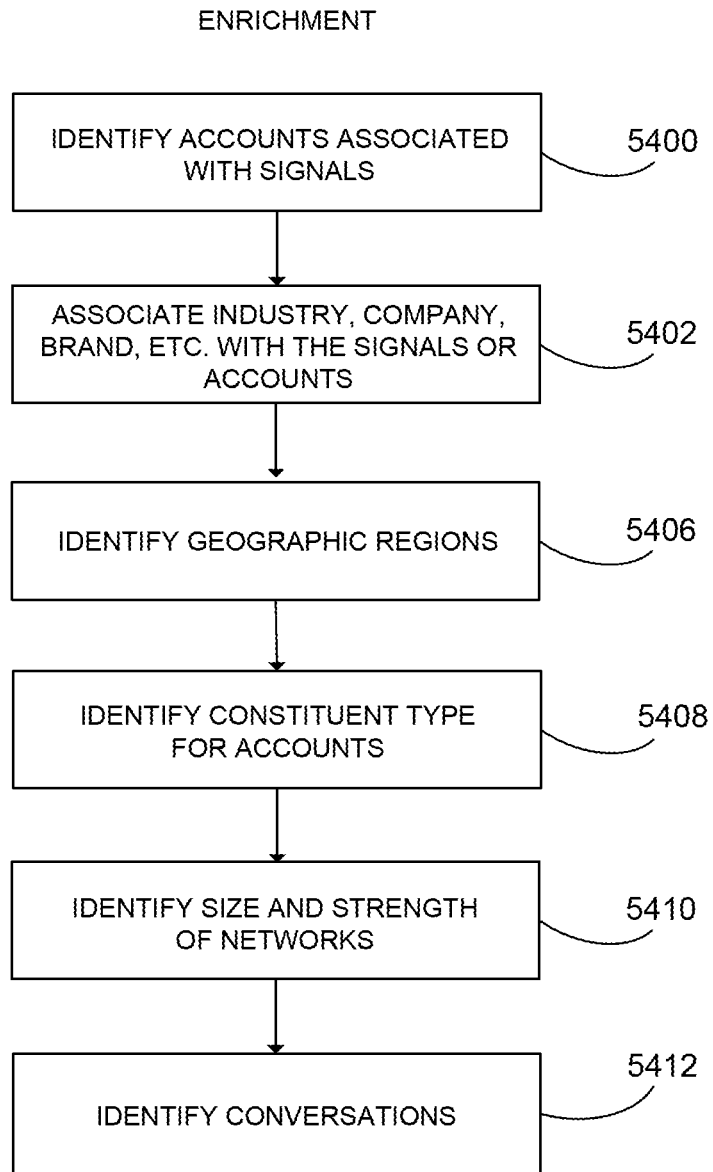 ENRICHMENT
IDENTIFY ACCOUNTS ASSOCIATED
WITH SIGNALS
5400
ASSOCIATE INDUSTRY, COMPANY,
BRAND, ETC. WITH THE SIGNALS OR
ACCOUNTS
5402
IDENTIFY GEOGRAPHIC REGIONS
5406
IDENTIFY CONSTITUENT TYPE
FOR ACCOUNTS
5408
IDENTIFY SIZE AND STRENGTH
OF NETWORKS
5410
IDENTIFY CONVERSATIONS
5412